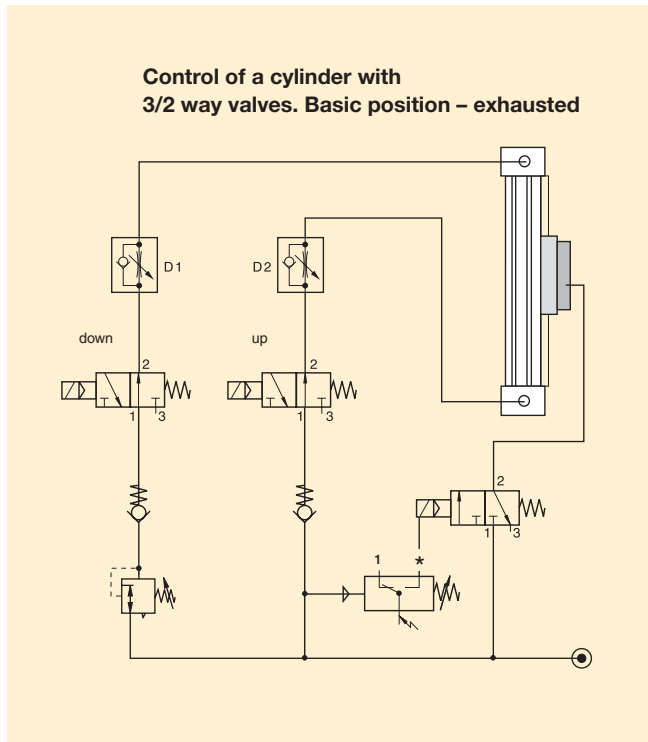 Control of a cylinder with
3/2 way valves. Basic position – exhausted
D1
D2
down
up
2
1 3
2
1 3
2
1 3
1 *